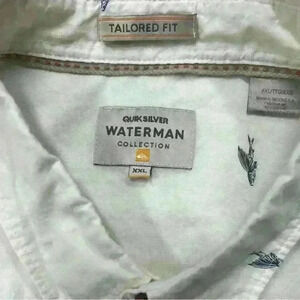 TAILORED FIT
QUIKSILVER
WATERMAN
COLLECTION
XXL